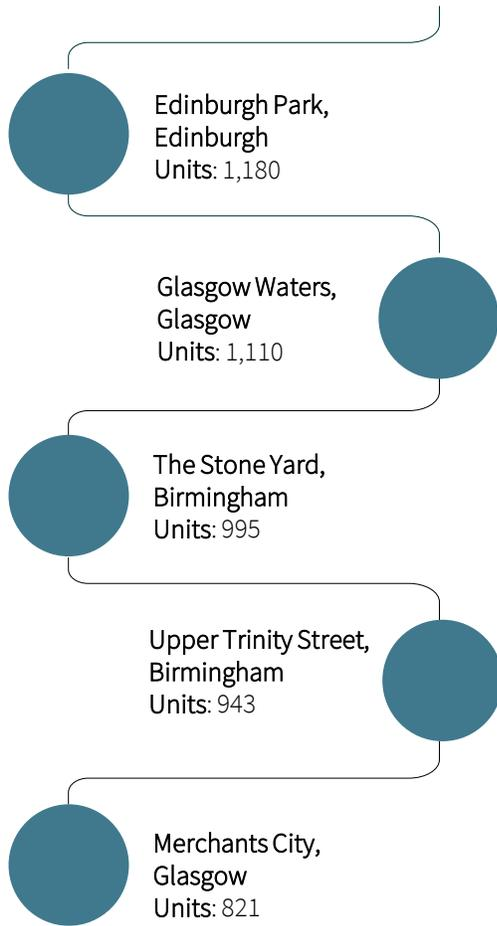 Edinburgh Park,
Edinburgh
Units: 1,180
Glasgow Waters,
Glasgow
Units: 1,110
The Stone Yard,
Birmingham
Units: 995
Upper Trinity Street,
Birmingham
Units: 943
Merchants City,
Glasgow
Units: 821